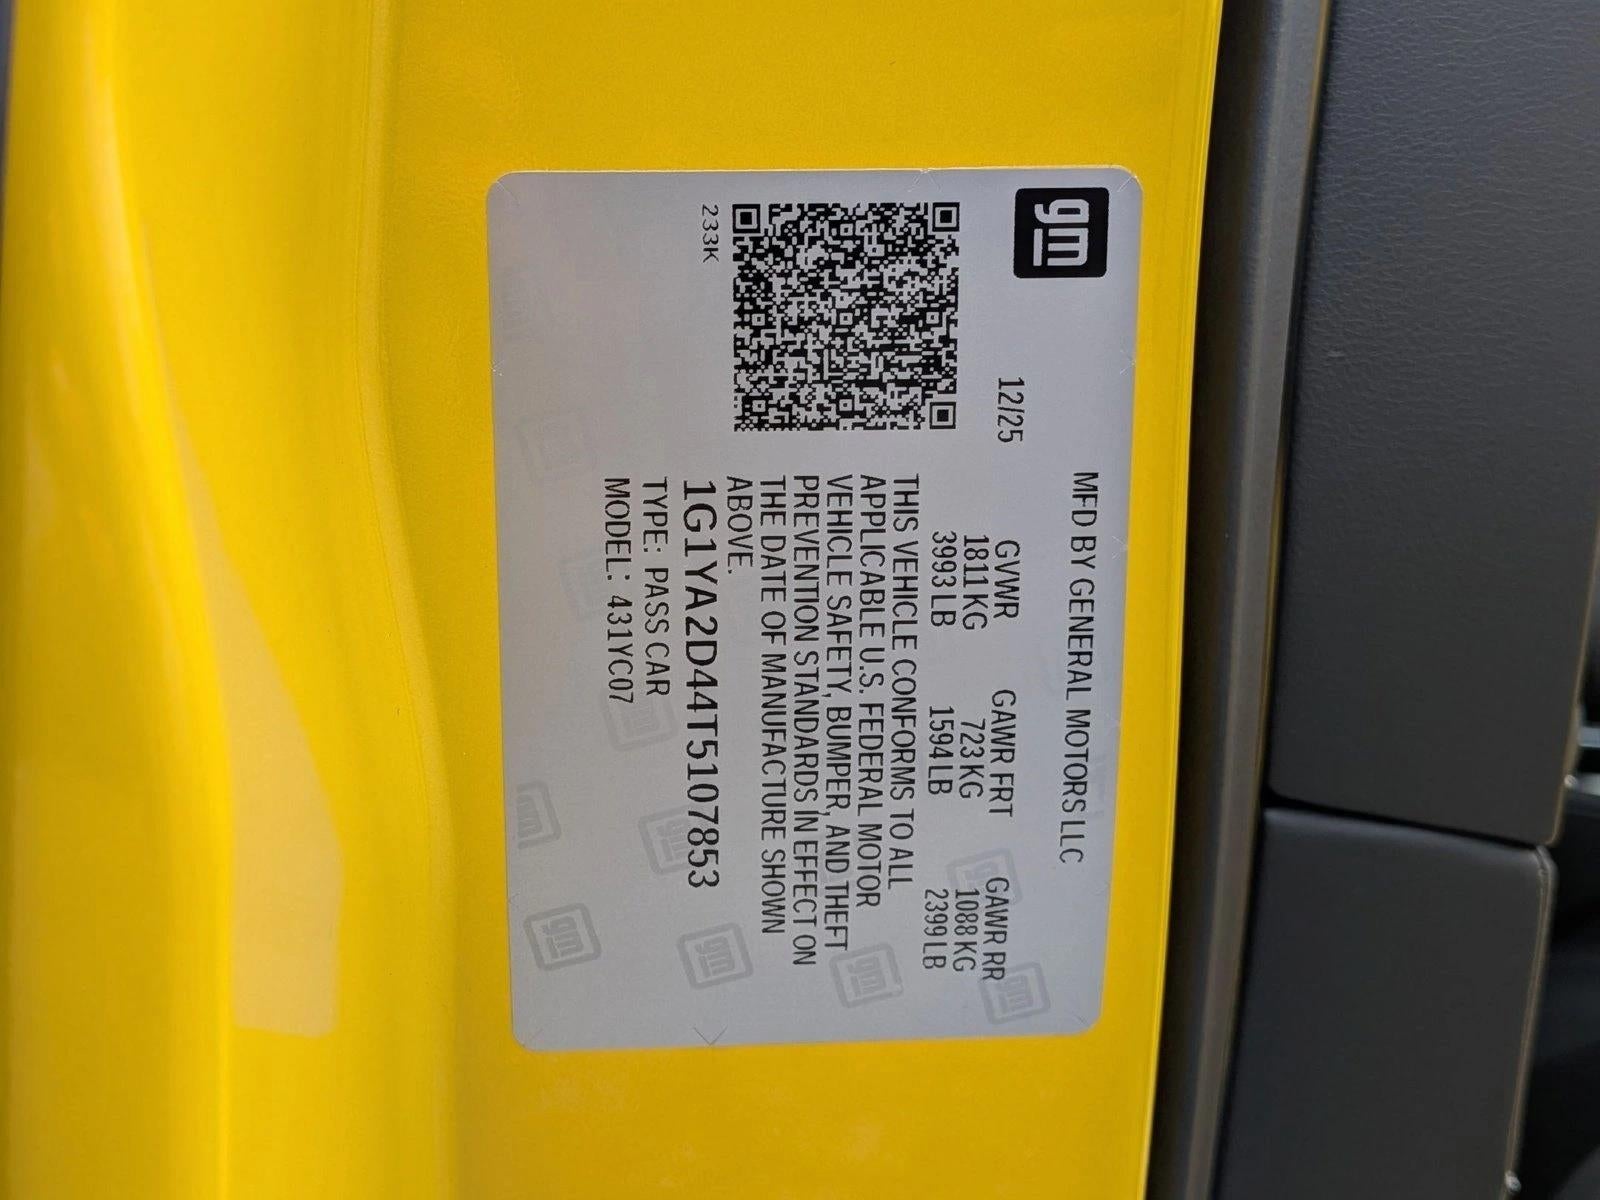 gm
MFD BY GENERAL MOTORS LLC
12/25
GVWR GAWR FRT GAWR RR
1811 KG 723 KG 1088 KG
3993 LB 1594 LB 2399 LB
THIS VEHICLE CONFORMS TO ALL
APPLICABLE U.S. FEDERAL MOTOR
VEHICLE SAFETY, BUMPER, AND THEFT
PREVENTION STANDARDS IN EFFECT ON
THE DATE OF MANUFACTURE SHOWN
ABOVE.
1G1YA2D44T5107853
TYPE: PASS CAR
MODEL: 431YC07
233K